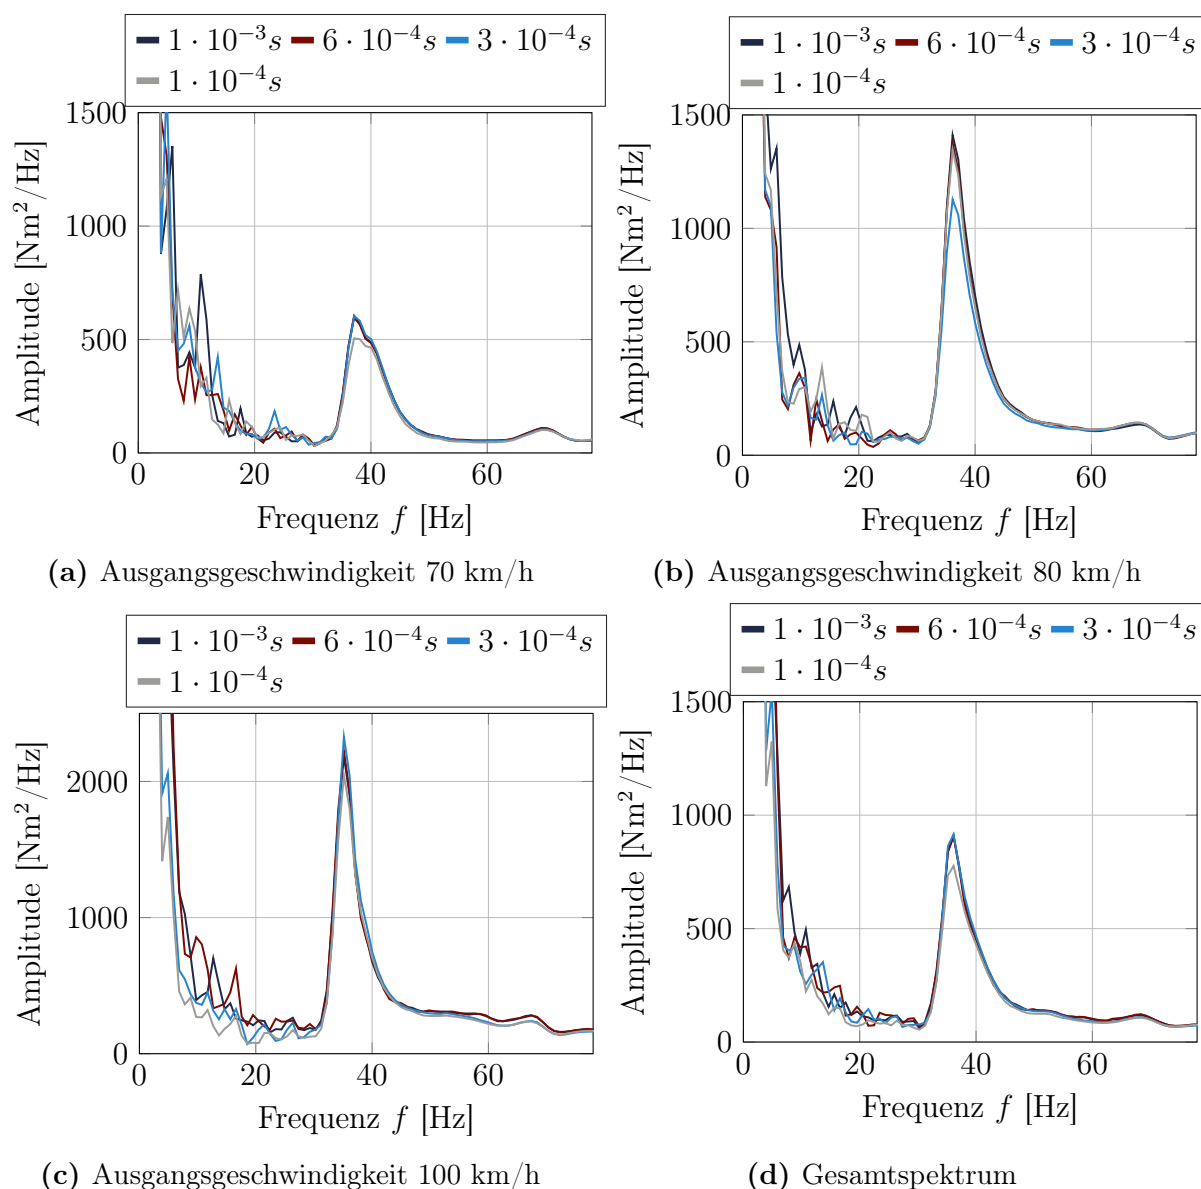 1 · 10⁻³s 6 · 10⁻⁴s 3 · 10⁻⁴s
1 · 10⁻⁴s
1500
1000
500
0
Amplitude [Nm²/Hz]
0 20 40 60
Frequenz f [Hz]
(a) Ausgangsgeschwindigkeit 70 km/h
1 · 10⁻³s 6 · 10⁻⁴s 3 · 10⁻⁴s
1 · 10⁻⁴s
1500
1000
500
0
Amplitude [Nm²/Hz]
0 20 40 60
Frequenz f [Hz]
(b) Ausgangsgeschwindigkeit 80 km/h
1 · 10⁻³s 6 · 10⁻⁴s 3 · 10⁻⁴s
1 · 10⁻⁴s
2000
1000
0
Amplitude [Nm²/Hz]
0 20 40 60
Frequenz f [Hz]
(c) Ausgangsgeschwindigkeit 100 km/h
1 · 10⁻³s 6 · 10⁻⁴s 3 · 10⁻⁴s
1 · 10⁻⁴s
1500
1000
500
0
Amplitude [Nm²/Hz]
0 20 40 60
Frequenz f [Hz]
(d) Gesamtspektrum